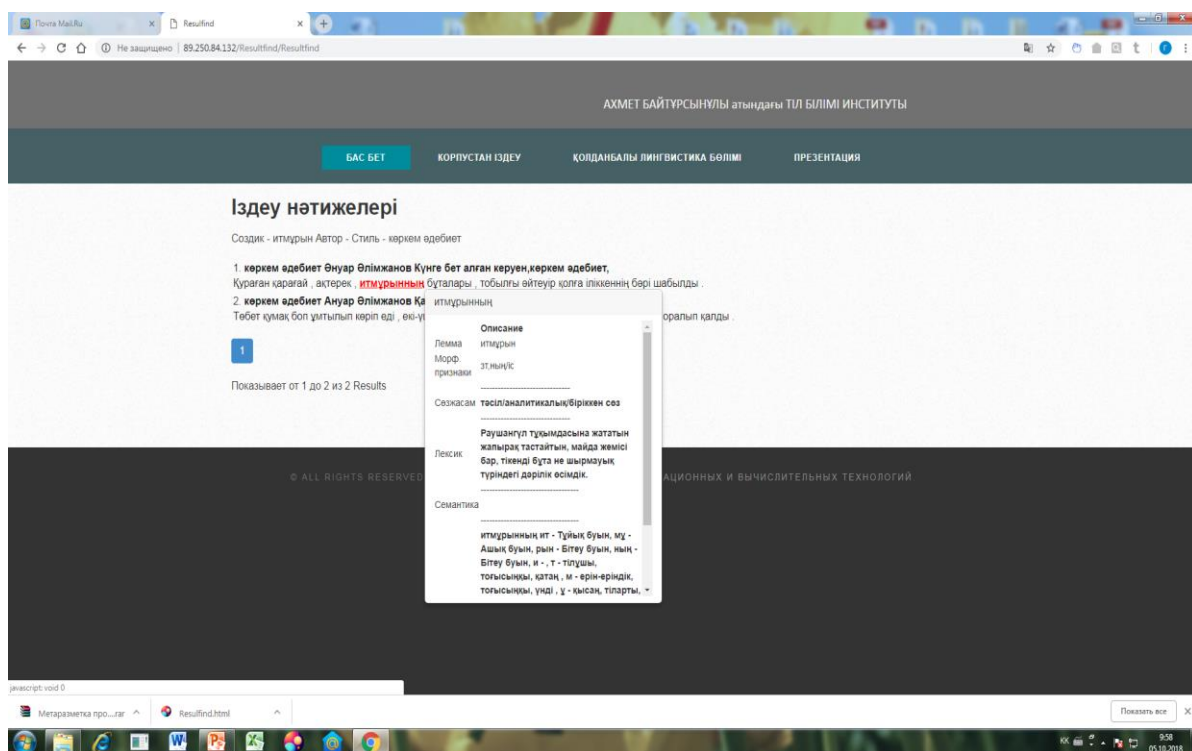 Почта Mail.Ru
Resulfind
Не защищено | 89.250.84.132/Resultfind/Resultfind
АХМЕТ БАЙТҰРСЫНҰЛЫ атындағы ТІЛ БІЛІМІ ИНСТИТУТЫ
БАС БЕТ
КОРПУСТАН ІЗДЕУ
ҚОЛДАНБАЛЫ ЛИНГВИСТИКА БӨЛІМІ
ПРЕЗЕНТАЦИЯ
Іздеу нәтижелері
Создик - итмұрын Автор - Стиль - көркем әдебиет
1. көркем әдебиет Әнуар Әлімжанов Күнге бет алған керуен,көркем әдебиет,
Қураған қарағай , ақтерек , итмұрынның бұталары , тобылғы әйтеуір қолға іліккеннің бәрі шабылды .
2. көркем әдебиет Ануар Әлімжанов Қа
Төбет құмақ боп ұмтылып көріп еді , екі-ү
оралып қалды .
1
Показывает от 1 до 2 из 2 Results
итмұрынның
Описание
Лемма итмұрын
Морф. признаки зт,ның/іс
-------------------------------
Сөзжасам тәсіл/аналитикалық/біріккен сөз
-------------------------------
Лексик
Раушангүл тұқымдасына жататын
жапырақ тастайтын, майда жемісі
бар, тікенді бұта не шырмауық
түріндегі дәрілік өсімдік.
----------------------------------
Семантика
----------------------------------
итмұрынның ит - Тұйық буын, мұ -
Ашық буын, рын - Бітеу буын, ның -
Бітеу буын, и - , т - тілұшы,
тоғысыңқы, қатаң , м - ерін-еріндік,
тоғысыңқы, үнді , ұ - қысаң, тіларты,
© ALL RIGHTS RESERVED
АЦИОННЫХ И ВЫЧИСЛИТЕЛЬНЫХ ТЕХНОЛОГИЙ
javascript:void 0
Метаразметка про....rar
Resulfind.html
Показать все
KK
9:58
05.10.2018